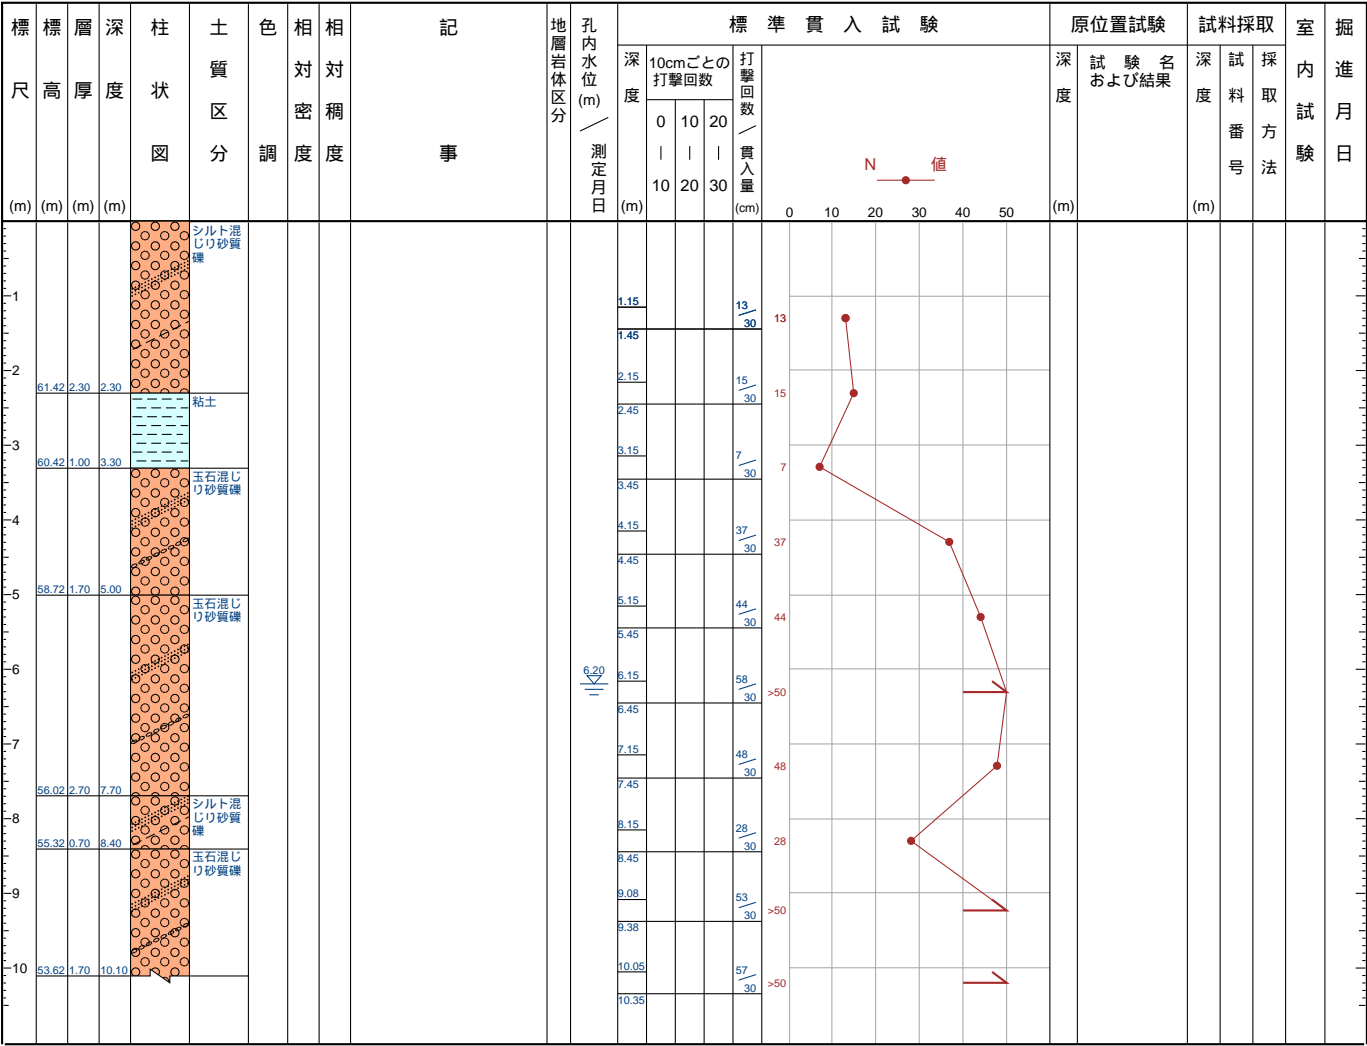 標尺 (m)
標高 (m)
層厚 (m)
深度 (m)
柱状図
土質区分
色調
相対密度
相対稠度
記事
地層岩体区分
孔内水位(m)／測定月日
標準貫入試験
深度 (m)
10cmごとの
打撃回数
0 | 10
10 | 20
20 | 30
打撃回数／貫入量 (cm)
N 値
0 10 20 30 40 50
原位置試験
深度 (m)
試験名
および結果
試料採取
深度 (m)
試料番号
採取方法
室内試験
掘進月日
シルト混
じり砂質
礫
1
1.15 13/30 13
1.45
2
61.42 2.30 2.30
2.15 15/30 15
粘土
2.45
3
60.42 1.00 3.30
3.15 7/30 7
玉石混じ
り砂質礫
3.45
4
4.15 37/30 37
4.45
58.72 1.70 5.00
5
玉石混じ
り砂質礫
5.15 44/30 44
5.45
6
6.20
6.15 58/30 >50
6.45
7
7.15 48/30 48
7.45
56.02 2.70 7.70
シルト混
じり砂質
礫
8
8.15 28/30 28
55.32 0.70 8.40
8.45
玉石混じ
り砂質礫
9
9.08 53/30 >50
9.38
10
53.62 1.70 10.10
10.05 57/30 >50
10.35